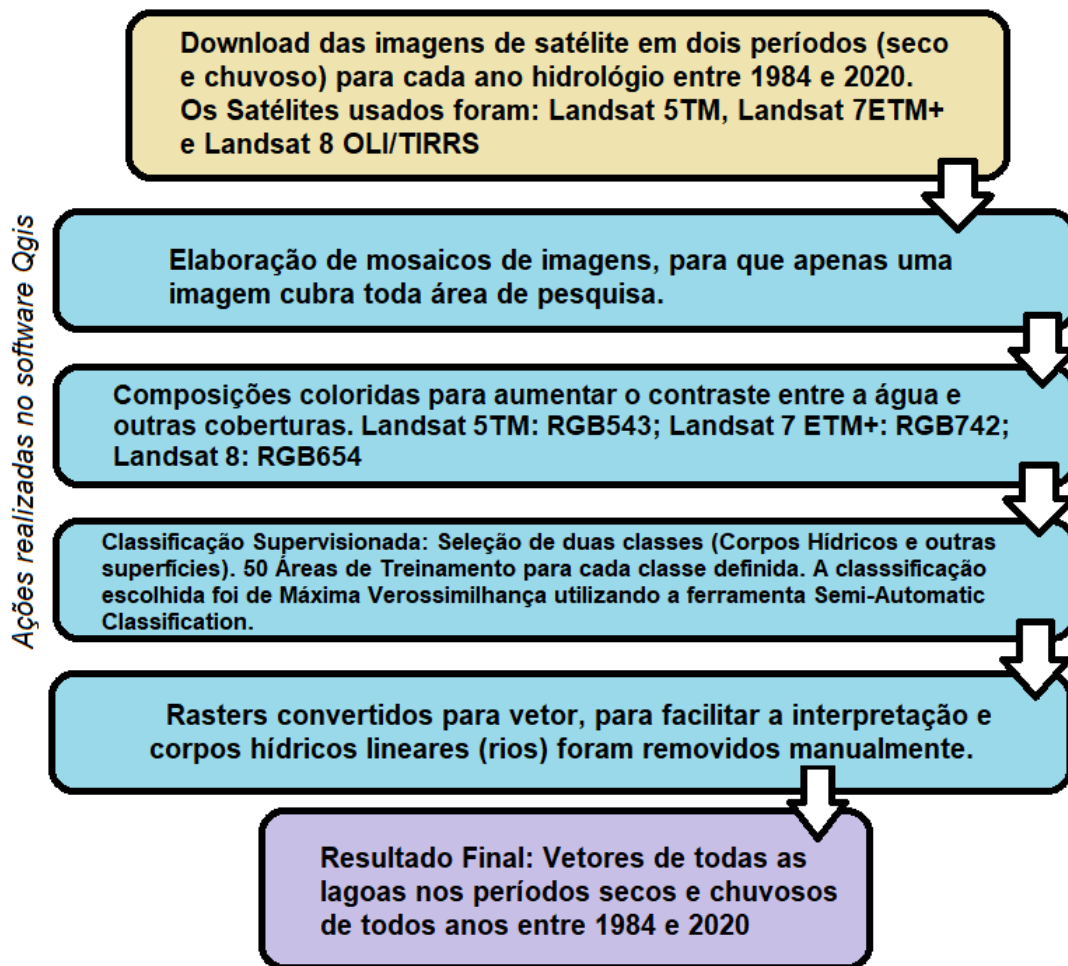 Download das imagens de satélite em dois períodos (seco
e chuvoso) para cada ano hidrológio entre 1984 e 2020.
Os Satélites usados foram: Landsat 5TM, Landsat 7ETM+
e Landsat 8 OLI/TIRRS
Ações realizadas no software Qgis
Elaboração de mosaicos de imagens, para que apenas uma
imagem cubra toda área de pesquisa.
Composições coloridas para aumentar o contraste entre a água e
outras coberturas. Landsat 5TM: RGB543; Landsat 7 ETM+: RGB742;
Landsat 8: RGB654
Classificação Supervisionada: Seleção de duas classes (Corpos Hídricos e outras
superfícies). 50 Áreas de Treinamento para cada classe definida. A classsificação
escolhida foi de Máxima Verossimilhança utilizando a ferramenta Semi-Automatic
Classification.
Rasters convertidos para vetor, para facilitar a interpretação e
corpos hídricos lineares (rios) foram removidos manualmente.
Resultado Final: Vetores de todas as
lagoas nos períodos secos e chuvosos
de todos anos entre 1984 e 2020